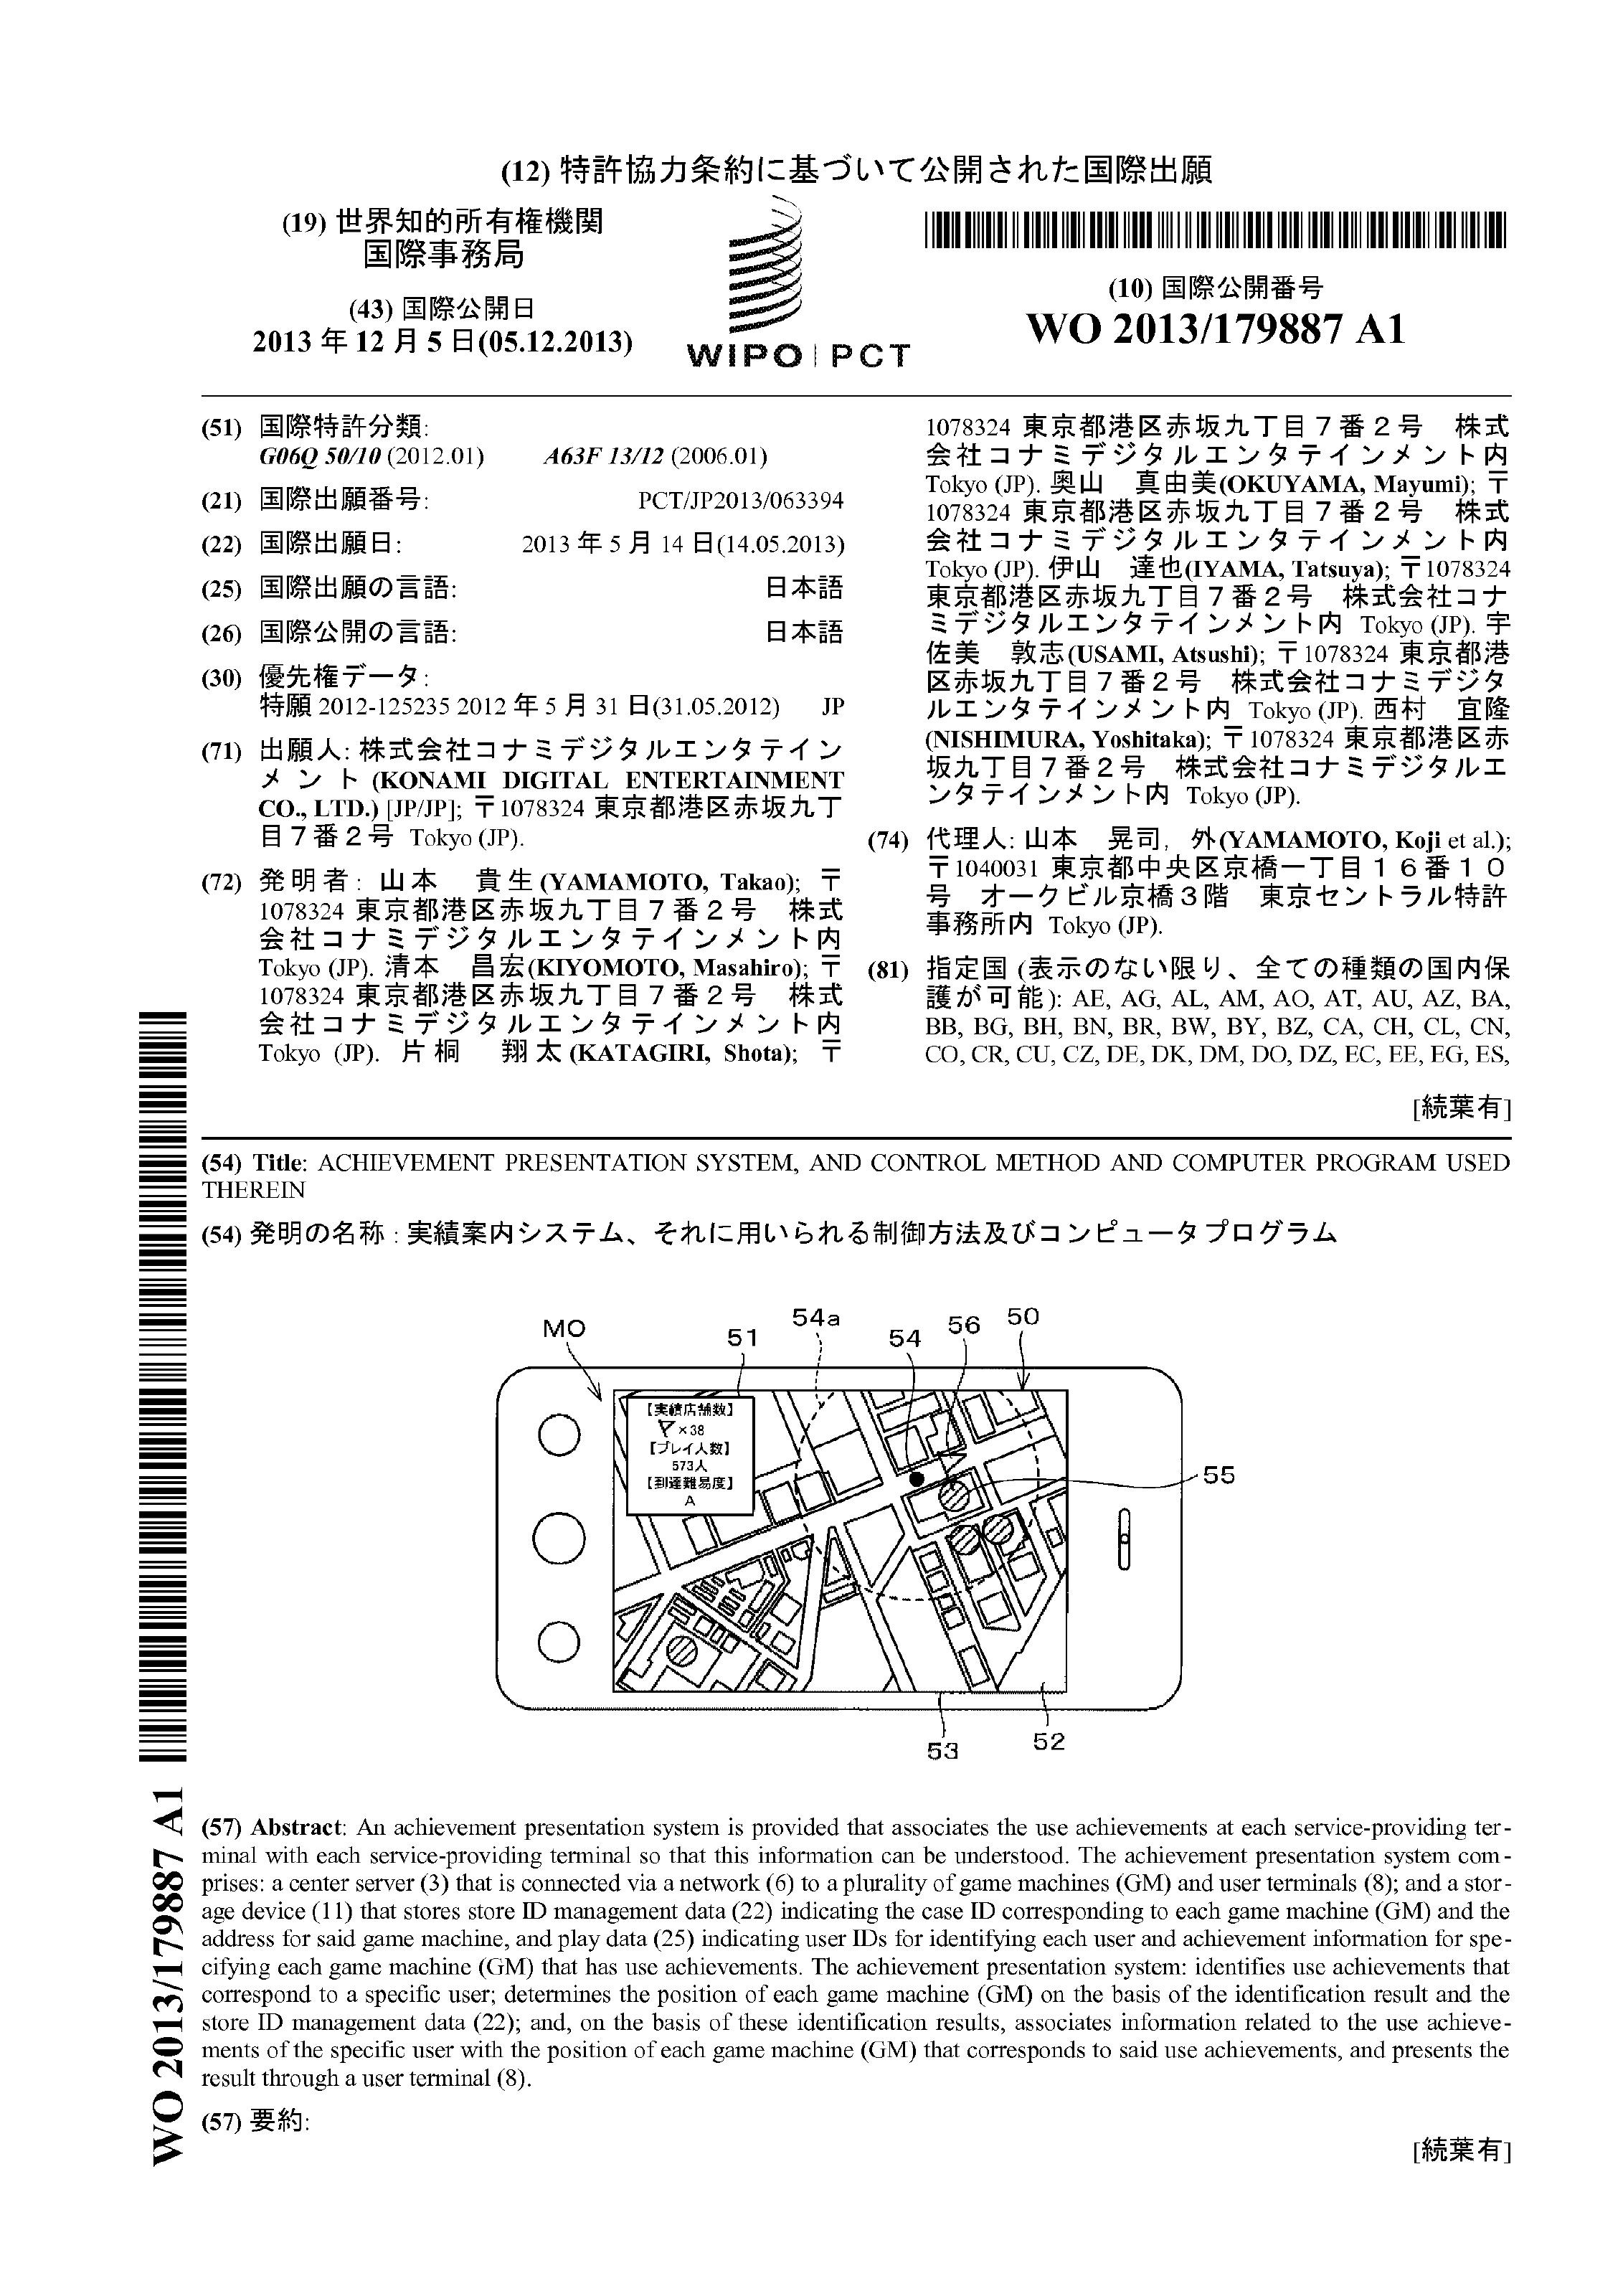 (12) 特許協力条約に基づいて公開された国際出願
(19) 世界知的所有権機関
国際事務局
(43) 国際公開日
2013 年 12 月 5 日(05.12.2013)
WIPO | PCT
(10) 国際公開番号
WO 2013/179887 A1
(51) 国際特許分類:
G06Q 50/10 (2012.01) A63F 13/12 (2006.01)
(21) 国際出願番号: PCT/JP2013/063394
(22) 国際出願日: 2013 年 5 月 14 日(14.05.2013)
(25) 国際出願の言語: 日本語
(26) 国際公開の言語: 日本語
(30) 優先権データ:
特願 2012-125235 2012 年 5 月 31 日(31.05.2012) JP
(71) 出願人: 株式会社コナミデジタルエンタテイン
メント (KONAMI DIGITAL ENTERTAINMENT
CO., LTD.) [JP/JP]; 〒1078324 東京都港区赤坂九丁
目7番2号 Tokyo (JP).
(72) 発明者: 山本 貴生(YAMAMOTO, Takao); 〒
1078324 東京都港区赤坂九丁目7番2号 株式
会社コナミデジタルエンタテインメント内
Tokyo (JP). 清本 昌宏(KIYOMOTO, Masahiro); 〒
1078324 東京都港区赤坂九丁目7番2号 株式
会社コナミデジタルエンタテインメント内
Tokyo (JP). 片桐 翔太(KATAGIRI, Shota); 〒
1078324 東京都港区赤坂九丁目7番2号 株式
会社コナミデジタルエンタテインメント内
Tokyo (JP). 奥山 真由美(OKUYAMA, Mayumi); 〒
1078324 東京都港区赤坂九丁目7番2号 株式
会社コナミデジタルエンタテインメント内
Tokyo (JP). 伊山 達也(IYAMA, Tatsuya); 〒1078324
東京都港区赤坂九丁目7番2号 株式会社コナ
ミデジタルエンタテインメント内 Tokyo (JP). 宇
佐美 敦志(USAMI, Atsushi); 〒1078324 東京都港
区赤坂九丁目7番2号 株式会社コナミデジタ
ルエンタテインメント内 Tokyo (JP). 西村 宜隆
(NISHIMURA, Yoshitaka); 〒1078324 東京都港区赤
坂九丁目7番2号 株式会社コナミデジタルエ
ンタテインメント内 Tokyo (JP).
(74) 代理人: 山本 晃司, 外(YAMAMOTO, Koji et al.);
〒1040031 東京都中央区京橋一丁目16番10
号 オークビル京橋3階 東京セントラル特許
事務所内 Tokyo (JP).
(81) 指定国 (表示のない限り、全ての種類の国内保
護が可能): AE, AG, AL, AM, AO, AT, AU, AZ, BA,
BB, BG, BH, BN, BR, BW, BY, BZ, CA, CH, CL, CN,
CO, CR, CU, CZ, DE, DK, DM, DO, DZ, EC, EE, EG, ES,
[続葉有]
(54) Title: ACHIEVEMENT PRESENTATION SYSTEM, AND CONTROL METHOD AND COMPUTER PROGRAM USED
THEREIN
(54) 発明の名称 : 実績案内システム、それに用いられる制御方法及びコンピュータプログラム
MO
51
54a
54
56
50
【実績店舗数】
×38
【プレイ人数】
573人
【到達難易度】
A
55
53
52
(57) Abstract: An achievement presentation system is provided that associates the use achievements at each service-providing ter-
minal with each service-providing terminal so that this information can be understood. The achievement presentation system com-
prises: a center server (3) that is connected via a network (6) to a plurality of game machines (GM) and user terminals (8); and a stor-
age device (11) that stores store ID management data (22) indicating the case ID corresponding to each game machine (GM) and the
address for said game machine, and play data (25) indicating user IDs for identifying each user and achievement information for spe-
cifying each game machine (GM) that has use achievements. The achievement presentation system: identifies use achievements that
correspond to a specific user; determines the position of each game machine (GM) on the basis of the identification result and the
store ID management data (22); and, on the basis of these identification results, associates information related to the use achieve-
ments of the specific user with the position of each game machine (GM) that corresponds to said use achievements, and presents the
result through a user terminal (8).
(57) 要約:
[続葉有]
WO 2013/179887 A1